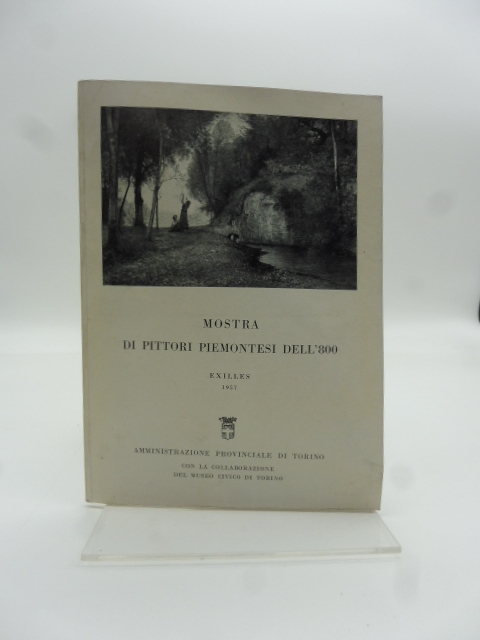 MOSTRA
DI PITTORI PIEMONTESI DELL'800
EXILLES
1957
AMMINISTRAZIONE PROVINCIALE DI TORINO
CON LA COLLABORAZIONE
DEL MUSEO CIVICO DI TORINO